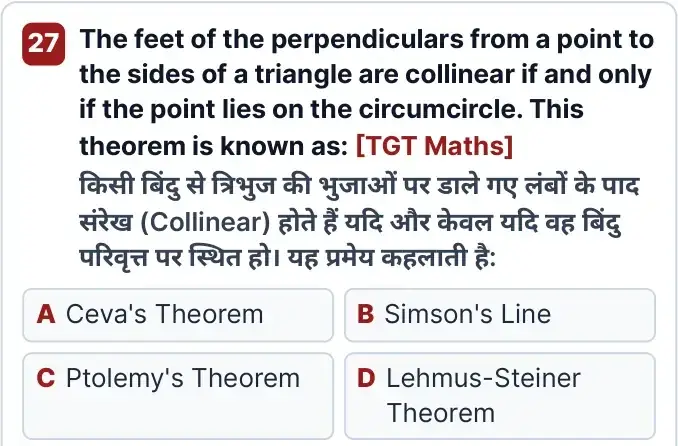 27 The feet of the perpendiculars from a point to
the sides of a triangle are collinear if and only
if the point lies on the circumcircle. This
theorem is known as: [TGT Maths]
किसी बिंदु से त्रिभुज की भुजाओं पर डाले गए लंबों के पाद
संरेख (Collinear) होते हैं यदि और केवल यदि वह बिंदु
परिवृत्त पर स्थित हो। यह प्रमेय कहलाती है:
A Ceva's Theorem
B Simson's Line
C Ptolemy's Theorem
D Lehmus-Steiner
Theorem